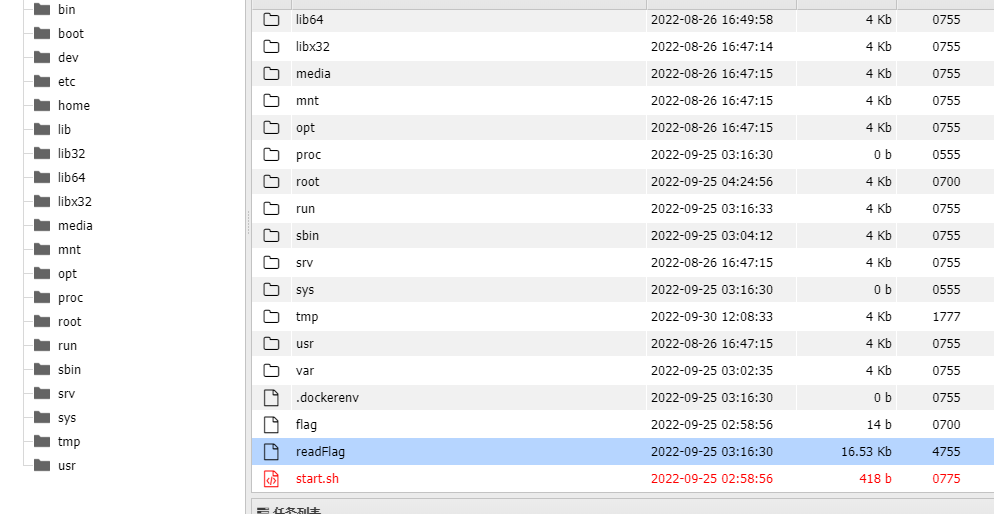 bin
boot
dev
etc
home
lib
lib32
lib64
libx32
media
mnt
opt
proc
root
run
sbin
srv
sys
tmp
usr
lib64 2022-08-26 16:49:58 4 Kb 0755
libx32 2022-08-26 16:47:14 4 Kb 0755
media 2022-08-26 16:47:15 4 Kb 0755
mnt 2022-08-26 16:47:15 4 Kb 0755
opt 2022-08-26 16:47:15 4 Kb 0755
proc 2022-09-25 03:16:30 0 b 0555
root 2022-09-25 04:24:56 4 Kb 0700
run 2022-09-25 03:16:33 4 Kb 0755
sbin 2022-09-25 03:04:12 4 Kb 0755
srv 2022-08-26 16:47:15 4 Kb 0755
sys 2022-09-25 03:16:30 0 b 0555
tmp 2022-09-30 12:08:33 4 Kb 1777
usr 2022-08-26 16:47:15 4 Kb 0755
var 2022-09-25 03:02:35 4 Kb 0755
.dockerenv 2022-09-25 03:16:30 0 b 0755
flag 2022-09-25 02:58:56 14 b 0700
readFlag 2022-09-25 03:16:30 16.53 Kb 4755
start.sh 2022-09-25 02:58:56 418 b 0775
任务列表